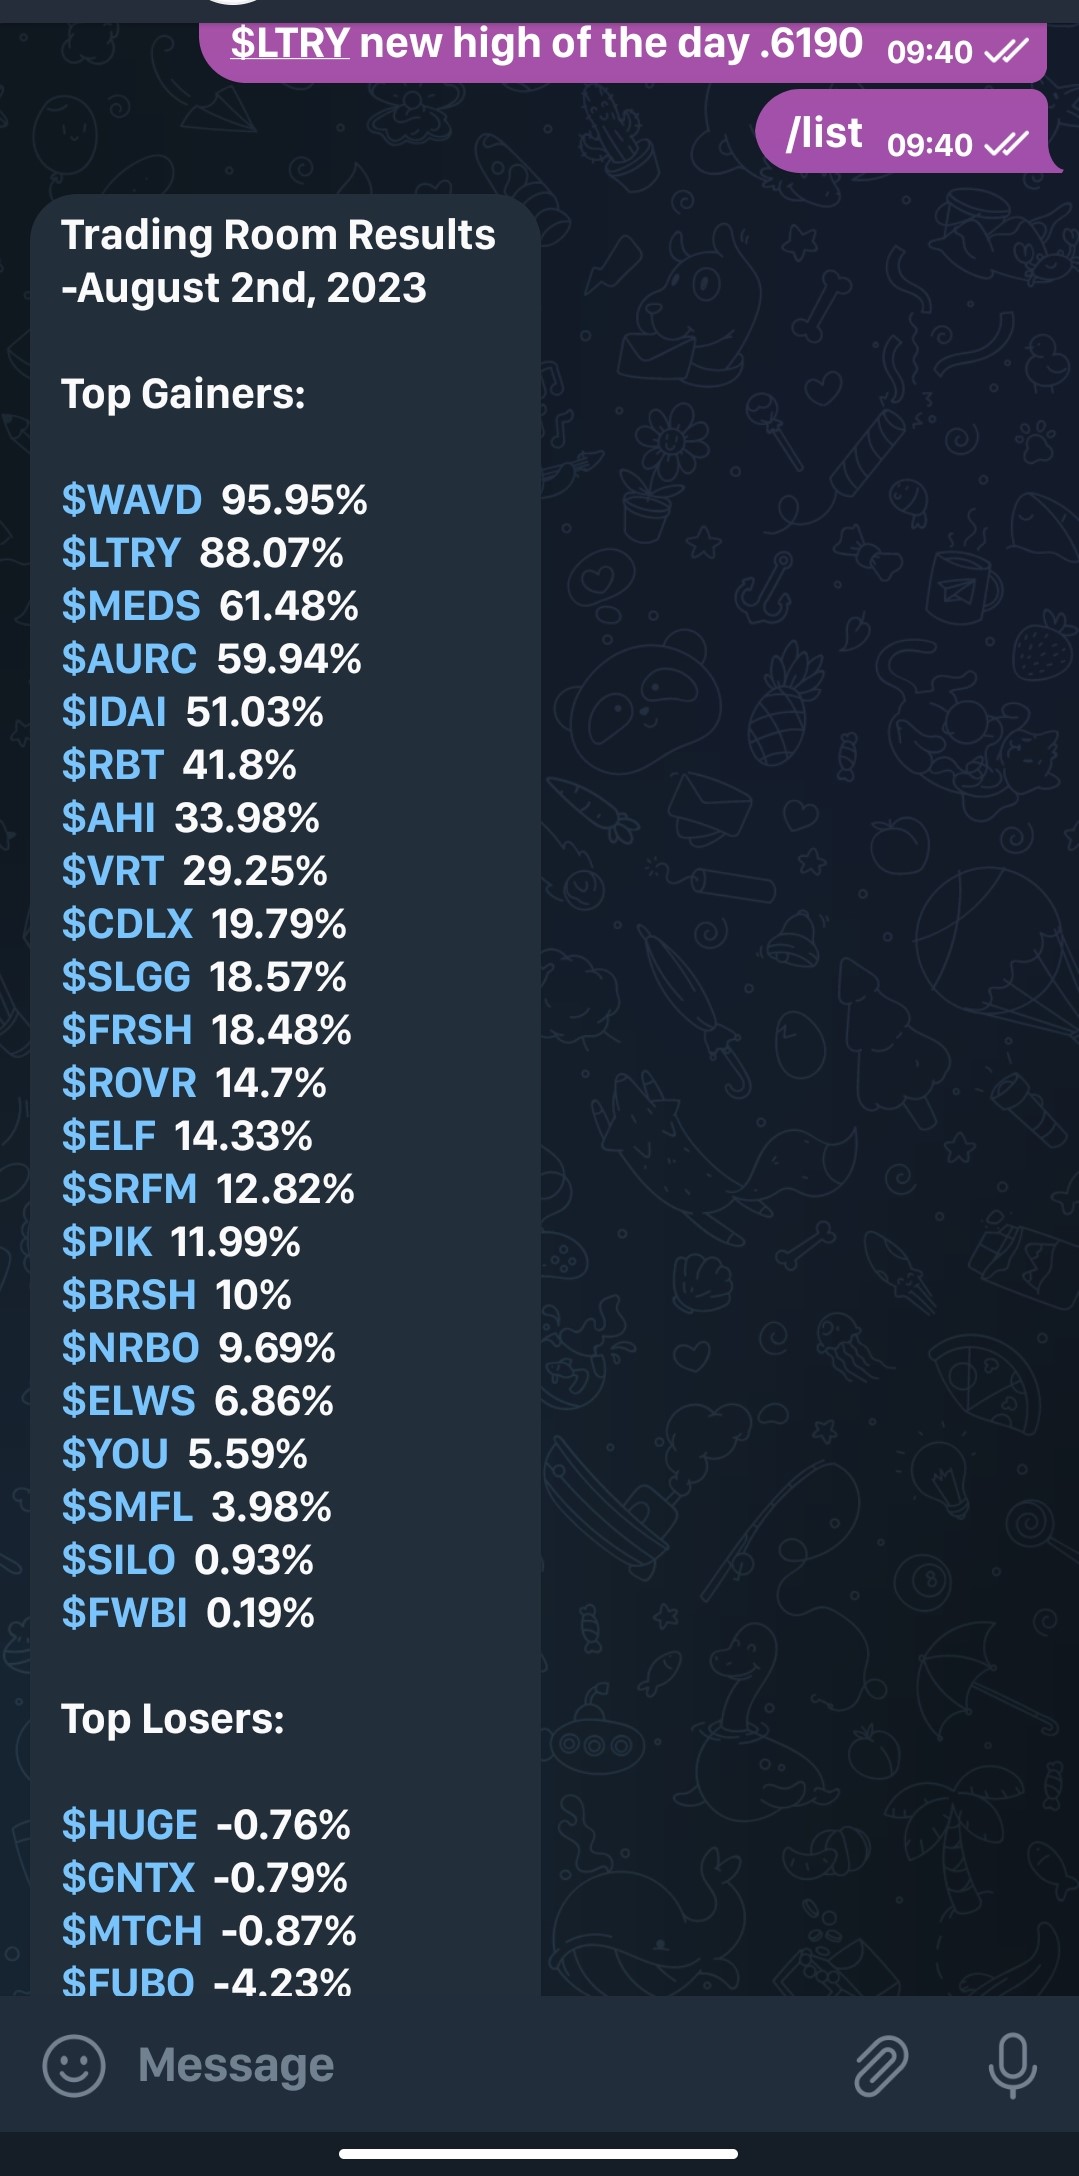 $LTRY new high of the day .6190 09:40
/list 09:40
Trading Room Results
-August 2nd, 2023
Top Gainers:
$WAVD 95.95%
$LTRY 88.07%
$MEDS 61.48%
$AURC 59.94%
$IDAI 51.03%
$RBT 41.8%
$AHI 33.98%
$VRT 29.25%
$CDLX 19.79%
$SLGG 18.57%
$FRSH 18.48%
$ROVR 14.7%
$ELF 14.33%
$SRFM 12.82%
$PIK 11.99%
$BRSH 10%
$NRBO 9.69%
$ELWS 6.86%
$YOU 5.59%
$SMFL 3.98%
$SILO 0.93%
$FWBI 0.19%
Top Losers:
$HUGE -0.76%
$GNTX -0.79%
$MTCH -0.87%
$FUBO -4.23%
Message